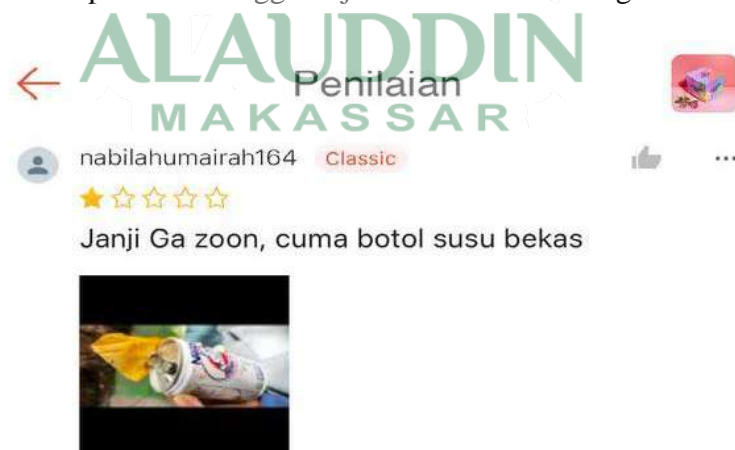 ALAUDDIN
Penilaian
MAKASSAR
nabilahumairah164 Classic
Janji Ga zoon, cuma botol susu bekas